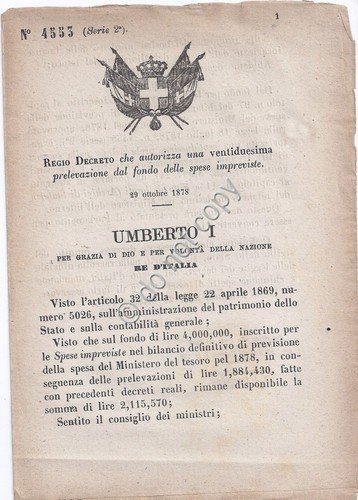 1
N° 4553 (Serie 2ª).
REGIO DECRETO che autorizza una ventiduesima
prelevazione dal fondo delle spese impreviste.
29 ottobre 1878
UMBERTO I
PER GRAZIA DI DIO E PER VOLONTÀ DELLA NAZIONE
RE D'ITALIA
Visto l'articolo 32 della legge 22 aprile 1869, nu-
mero 5026, sull'amministrazione del patrimonio dello
Stato e sulla contabilità generale;
Visto che sul fondo di lire 4,000,000, inscritto per
le Spese impreviste nel bilancio definitivo di previsione
della spesa del Ministero del tesoro pel 1878, in con-
seguenza delle prelevazioni di lire 1,884,430, fatte
con precedenti decreti reali, rimane disponibile la
somma di lire 2,115,570;
Sentito il consiglio dei ministri;
do not copy